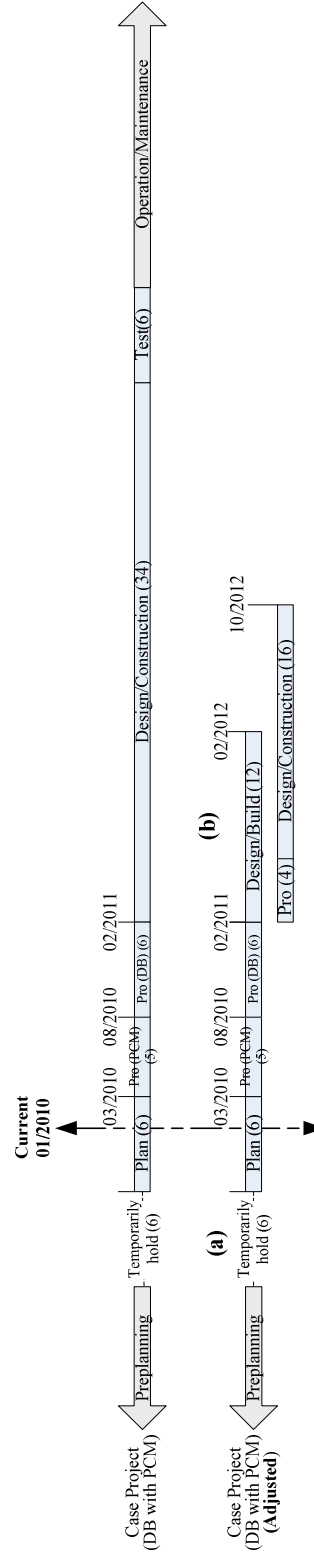 Current
01/2010
Case Project
(DB with PCM)
Preplanning
Temporarily
hold (6)
Plan (6)
03/2010
Pro (PCM)
(5)
08/2010
Pro (DB) (6)
02/2011
Design/Construction (34)
Test(6)
Operation/Maintenance
Case Project
(DB with PCM)
(Adjusted)
Preplanning
(a)
Temporarily
hold (6)
Plan (6)
03/2010
Pro (PCM)
(5)
08/2010
Pro (DB) (6)
02/2011
(b)
Design/Build (12)
02/2012
Pro (4)
Design/Construction (16)
10/2012